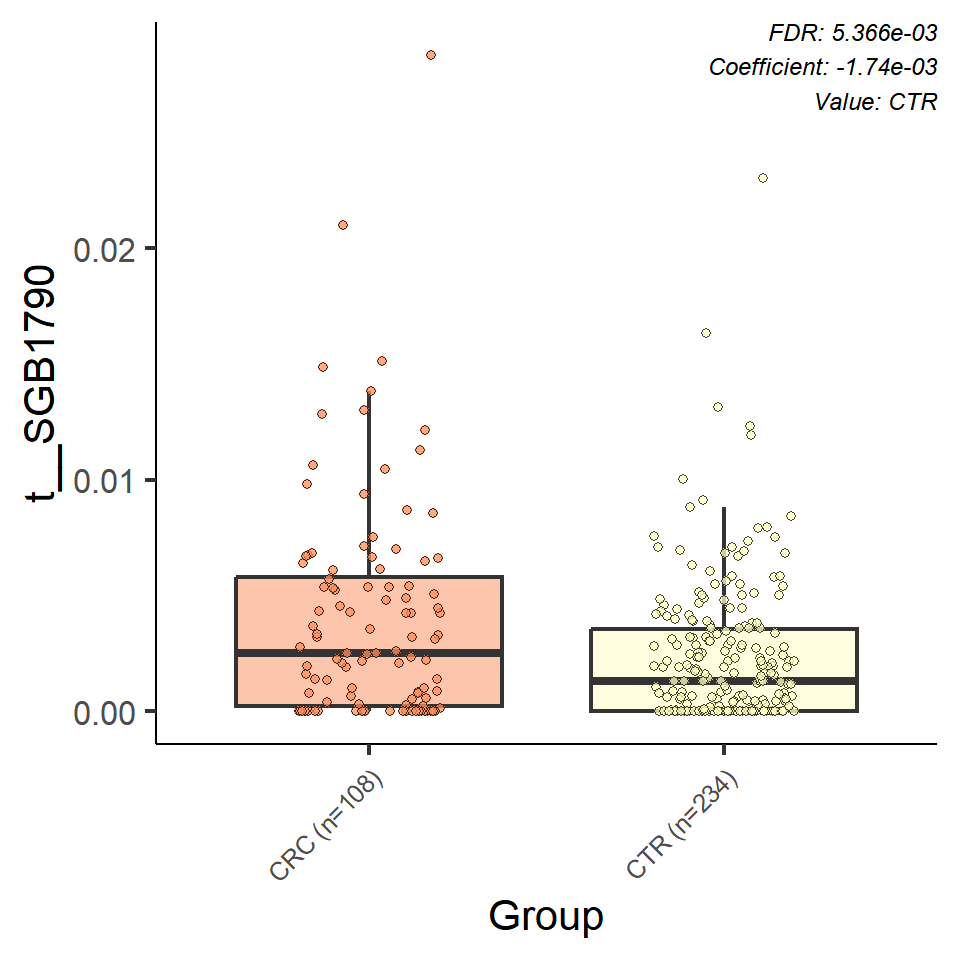 FDR: 5.366e-03
Coefficient: -1.74e-03
Value: CTR
t__SGB1790
0.02
0.01
0.00
CRC (n=108)
CTR (n=234)
Group